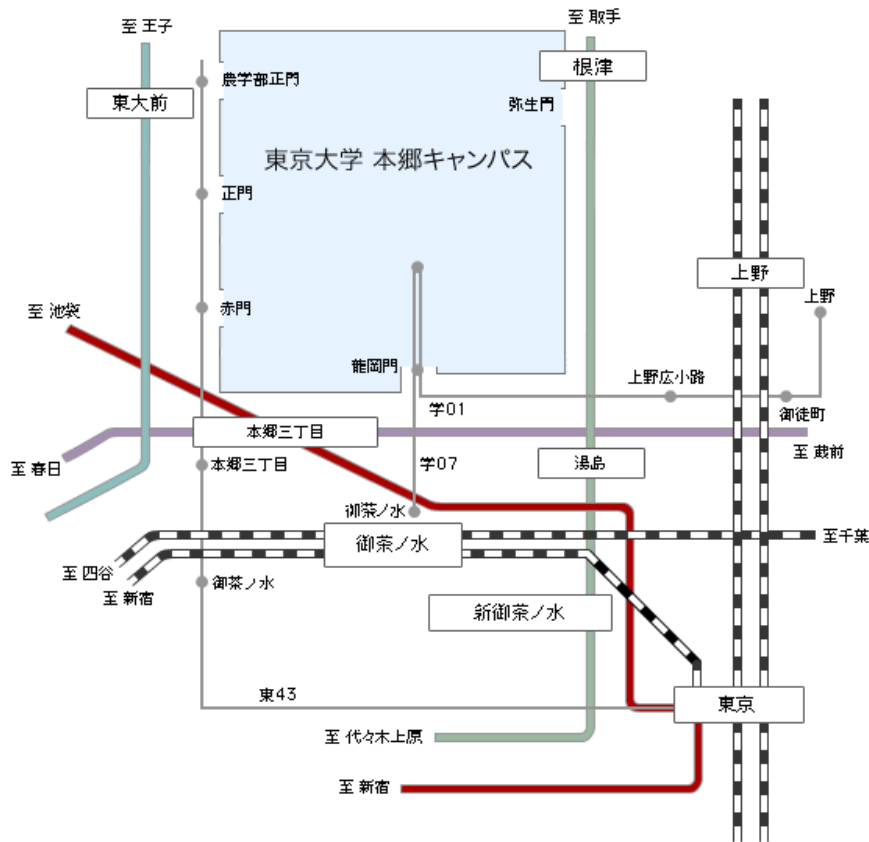 至 王子
至 取手
農学部正門
根津
東大前
弥生門
東京大学 本郷キャンパス
正門
上野
上野
赤門
至 池袋
龍岡門
上野広小路
学01
御徒町
本郷三丁目
至 蔵前
至 春日
本郷三丁目
学07
湯島
御茶ノ水
御茶ノ水
至千葉
至 四谷
至 新宿
御茶ノ水
新御茶ノ水
東43
東京
至 代々木上原
至 新宿